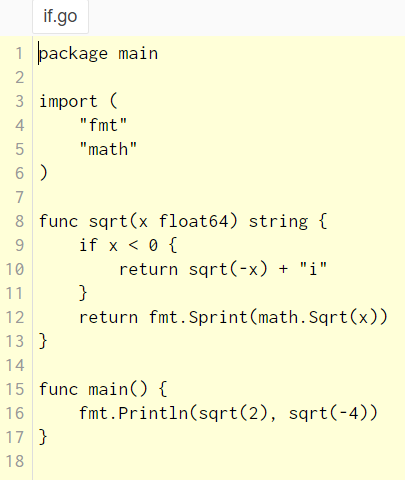 if.go
1 package main
2
3 import (
4     "fmt"
5     "math"
6 )
7
8 func sqrt(x float64) string {
9     if x < 0 {
10         return sqrt(-x) + "i"
11     }
12     return fmt.Sprint(math.Sqrt(x))
13 }
14
15 func main() {
16     fmt.Println(sqrt(2), sqrt(-4))
17 }
18